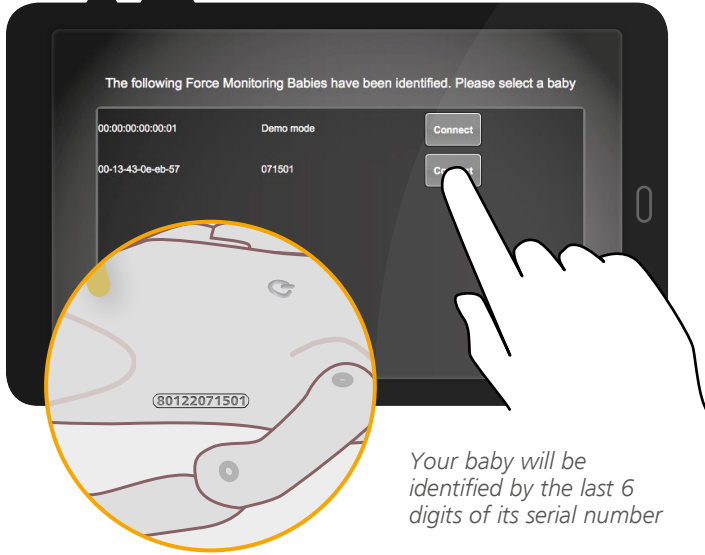 The following Force Monitoring Babies have been identified. Please select a baby
00:00:00:00:00:01 Demo mode Connect
00-13-43-0e-eb-57 071501
80122071501
Your baby will be
identified by the last 6
digits of its serial number